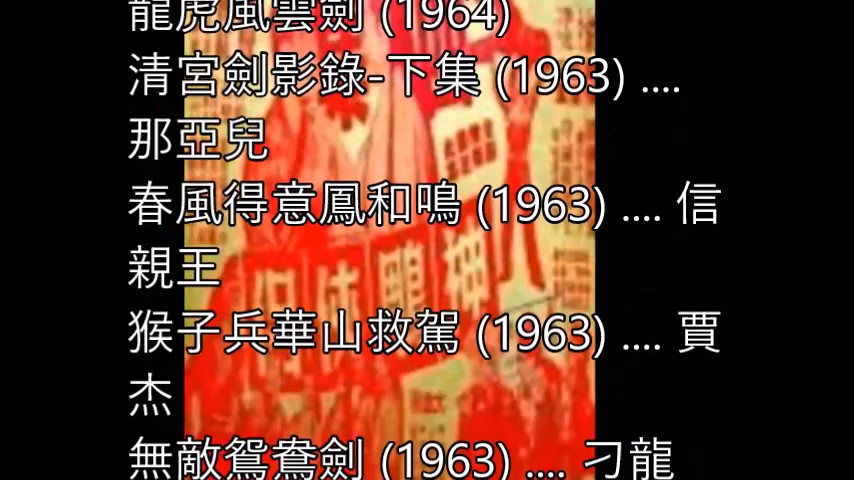 龍虎風雲劍 (1964)
清宮劍影錄-下集 (1963) ....
那亞兒
春風得意鳳和鳴 (1963) .... 信
親王
猴子兵華山救駕 (1963) .... 賈
杰
無敵鴛鴦劍 (1963) .... 刁龍